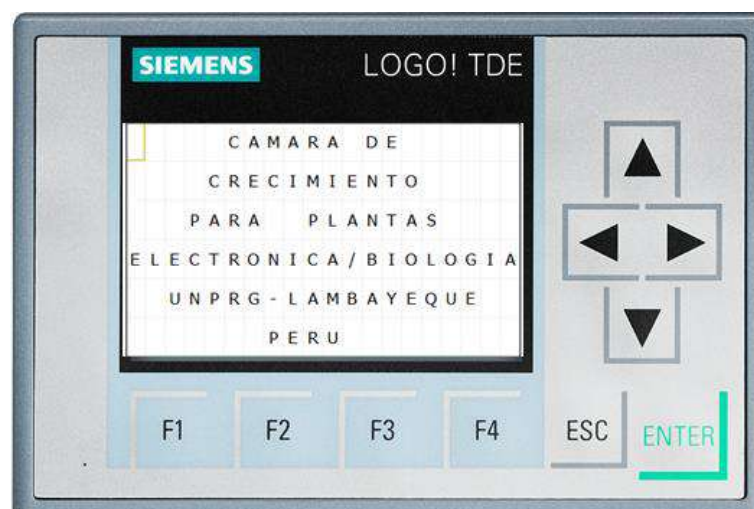 SIEMENS LOGO! TDE
CAMARA DE
CRECIMIENTO
PARA PLANTAS
ELECTRONICA/BIOLOGIA
UNPRG-LAMBAYEQUE
PERU
F1 F2 F3 F4 ESC ENTER